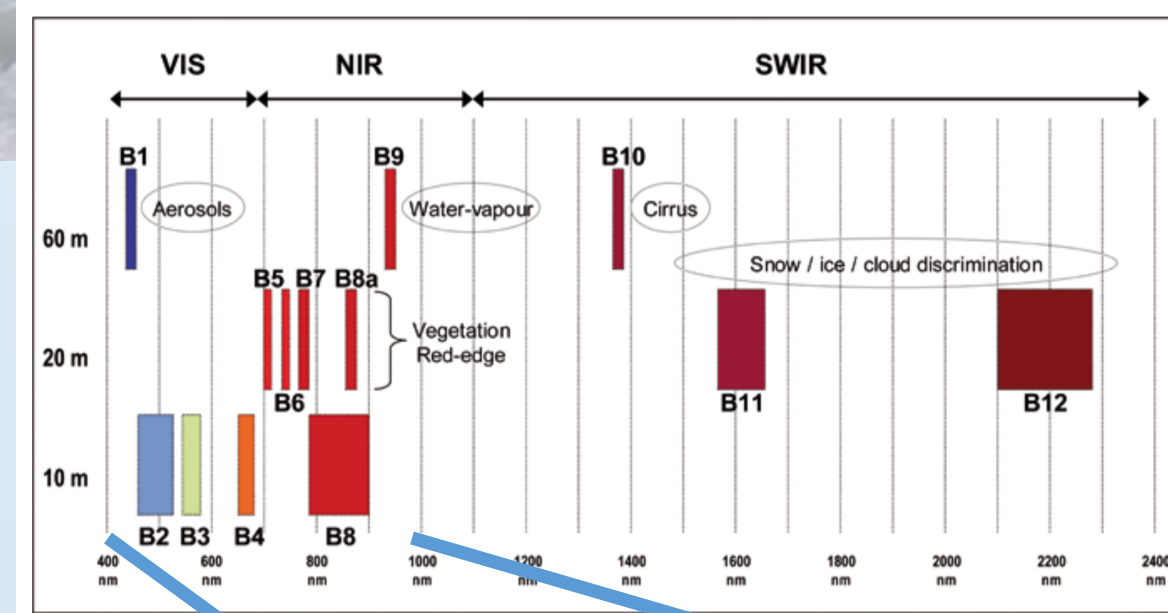 VIS NIR SWIR
B1 B9 B10
Aerosols Water-vapour Cirrus
60 m
Snow / ice / cloud discrimination
B5 B7 B8a
Vegetation
Red-edge
20 m
B6 B11 B12
10 m
B2 B3 B4 B8
400 600 800 1000 1200 1400 1600 1800 2000 2200 2400
nm nm nm nm nm nm nm nm nm nm nm